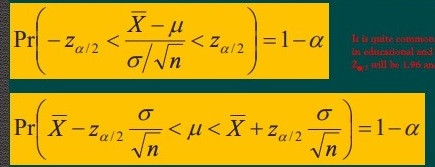 Pr(−z_{α/2} < (X̄ − μ)/(σ/√n) < z_{α/2}) = 1 − α
It is quite common
in educational and
will be 1.96 an
Pr(X̄ − z_{α/2} σ/√n < μ < X̄ + z_{α/2} σ/√n) = 1 − α